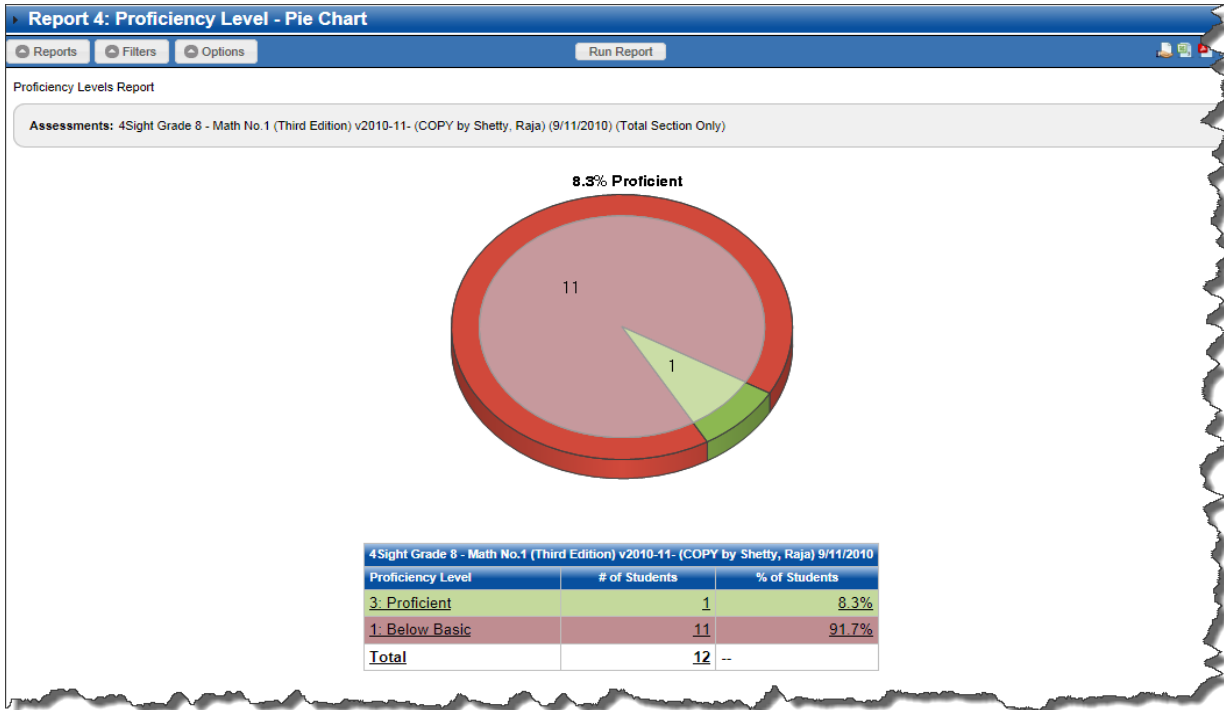 Report 4: Proficiency Level - Pie Chart
Reports Filters Options Run Report
Proficiency Levels Report
Assessments: 4Sight Grade 8 - Math No.1 (Third Edition) v2010-11- (COPY by Shetty, Raja) (9/11/2010) (Total Section Only)
8.3% Proficient
11
1
4Sight Grade 8 - Math No.1 (Third Edition) v2010-11- (COPY by Shetty, Raja) 9/11/2010
Proficiency Level # of Students % of Students
3: Proficient 1 8.3%
1: Below Basic 11 91.7%
Total 12 --